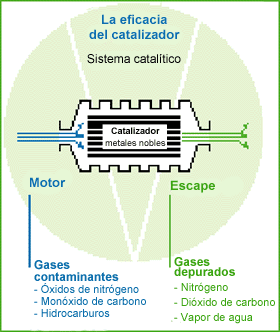 La eficacia
del catalizador
Sistema catalítico
Catalizador
metales nobles
Motor
Escape
Gases
contaminantes
- Óxidos de nitrógeno
- Monóxido de carbono
- Hidrocarburos
Gases
depurados
- Nitrógeno
- Dióxido de carbono
- Vapor de agua